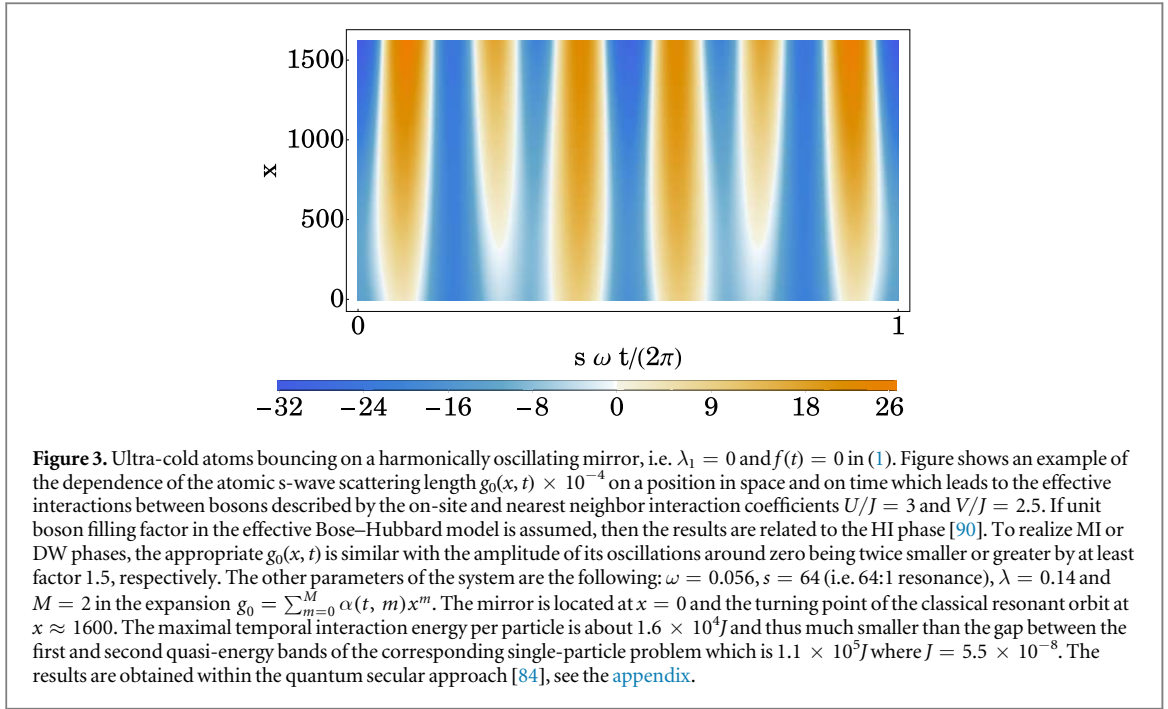 1500
1000
x
500
0
0 1
s ω t/(2π)
−32 −24 −16 −8 0 9 18 26
Figure 3. Ultra-cold atoms bouncing on a harmonically oscillating mirror, i.e. λ₁ = 0 and f(t) = 0 in (1). Figure shows an example of
the dependence of the atomic s-wave scattering length g₀(x, t) × 10⁻⁴ on a position in space and on time which leads to the effective
interactions between bosons described by the on-site and nearest neighbor interaction coefficients U/J = 3 and V/J = 2.5. If unit
boson filling factor in the effective Bose–Hubbard model is assumed, then the results are related to the HI phase [90]. To realize MI or
DW phases, the appropriate g₀(x, t) is similar with the amplitude of its oscillations around zero being twice smaller or greater by at least
factor 1.5, respectively. The other parameters of the system are the following: ω = 0.056, s = 64 (i.e. 64:1 resonance), λ = 0.14 and
M = 2 in the expansion g₀ = ∑ₘ₌₀ᴹ α(t, m)xᵐ. The mirror is located at x = 0 and the turning point of the classical resonant orbit at
x ≈ 1600. The maximal temporal interaction energy per particle is about 1.6 × 10⁴J and thus much smaller than the gap between the
first and second quasi-energy bands of the corresponding single-particle problem which is 1.1 × 10⁵J where J = 5.5 × 10⁻⁸. The
results are obtained within the quantum secular approach [84], see the appendix.